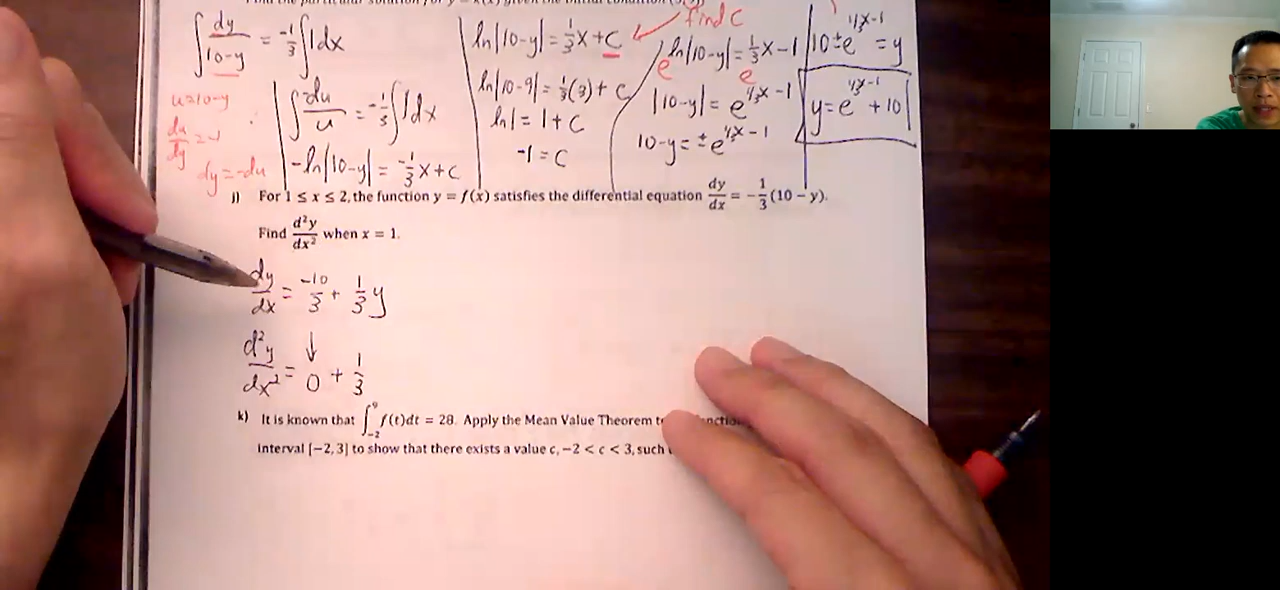 ∫ dy/(10-y) = -1/3 ∫ 1dx
u=10-y
du/dy = -1
dy = -du
∫ -du/u = -1/3 ∫ 1dx
-ln|10-y| = -1/3 x + C
ln|10-y| = 1/3 x + C
find C
ln|10-9| = 1/3 (3) + C
ln 1 = 1 + C
-1 = C
ln|10-y| = 1/3 x - 1
e e
|10-y| = e^(1/3 x - 1)
10-y = ± e^(1/3 x - 1)
10 ± e^(1/3 x - 1) = y
y = e^(1/3 x - 1) + 10
j) For 1 ≤ x ≤ 2, the function y = f(x) satisfies the differential equation dy/dx = -1/3 (10 − y).
Find d²y/dx² when x = 1.
dy/dx = -10/3 + 1/3 y
d²y/dx² = 0 + 1/3
k) It is known that ∫₋₂⁹ f(t)dt = 28. Apply the Mean Value Theorem
interval [−2, 3] to show that there exists a value c, −2 < c < 3, such